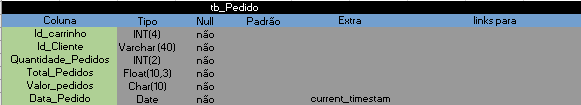 tb_Pedido
Coluna Tipo Null Padrão Extra links para
Id_carrinho INT(4) não
Id_Cliente Varchar(40) não
Quantidade_Pedidos INT(2) não
Total_Pedidos Float(10,3) não
Valor_pedidos Char(10) não
Data_Pedido Date não current_timestam